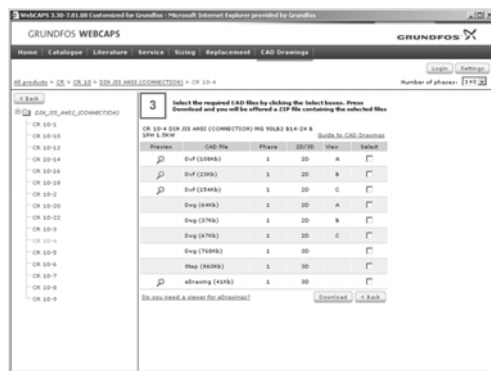 WebCAPS 3.30-7.01.08 Customized for Grundfos - Microsoft Internet Explorer provided by Grundfos
GRUNDFOS WEBCAPS
GRUNDFOS
Home Catalogue Literature Service Sizing Replacement CAD Drawings
Login Settings
All products > CR > CR 10 > DIN JIS ANSI (CONNECTION) > CR 10-4
Number of phases: 1+3
< Back
DIN_JIS_ANSI_(CONNECTION)
CR 10-1
CR 10-10
CR 10-12
CR 10-14
CR 10-16
CR 10-18
CR 10-2
CR 10-20
CR 10-22
CR 10-3
CR 10-4
CR 10-5
CR 10-6
CR 10-7
CR 10-8
CR 10-9
3
Select the required CAD files by clicking the Select boxes. Press
Download and you will be offered a ZIP file containing the selected files
CR 10-4 DIN JIS ANSI (CONNECTION) MG 90LB2 B14-24 B
1PH 1.5KW
Guide to CAD Drawings
Preview CAD file Phase 2D/3D View Select
Dxf (108Kb) 1 2D A
Dxf (23Kb) 1 2D B
Dxf (154Kb) 1 2D C
Dwg (64Kb) 1 2D A
Dwg (37Kb) 1 2D B
Dwg (67Kb) 1 2D C
Dwg (768Kb) 1 3D
Step (960Kb) 1 3D
eDrawing (41Kb) 1 3D
Do you need a viewer for eDrawings?
Download < Back